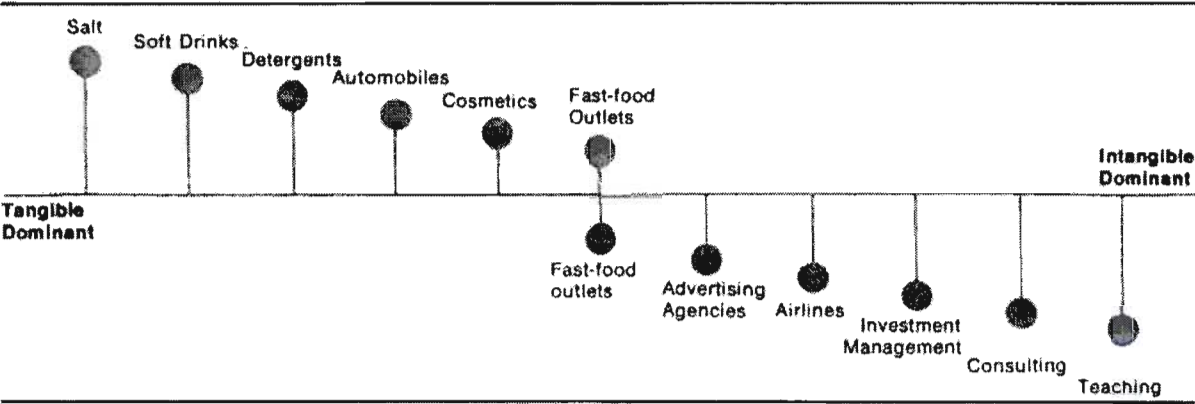 Salt
Soft Drinks
Detergents
Automobiles
Cosmetics
Fast-food
Outlets
Intangible
Dominant
Tangible
Dominant
Fast-food
outlets
Advertising
Agencies
Airlines
Investment
Management
Consulting
Teaching